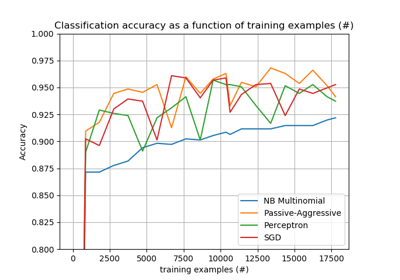 Classification accuracy as a function of training examples (#)
1.000
0.975
0.950
0.925
0.900
0.875
0.850
0.825
0.800
Accuracy
NB Multinomial
Passive-Aggressive
Perceptron
SGD
0 2500 5000 7500 10000 12500 15000 17500
training examples (#)